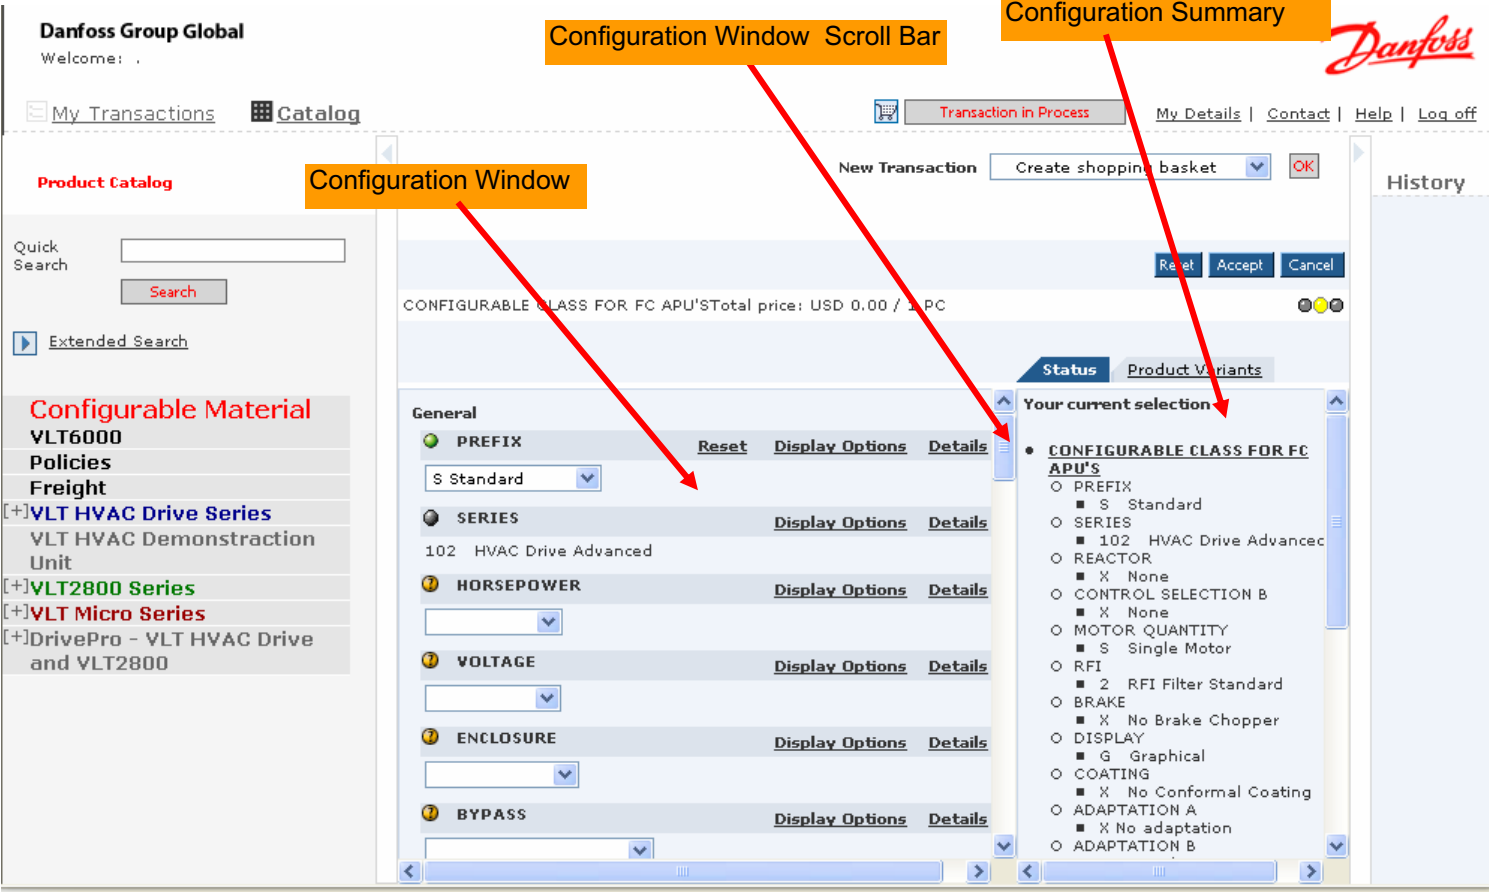 Configuration Summary
Danfoss Group Global
Configuration Window  Scroll Bar
Danfoss
Welcome: .
My Transactions
Catalog
Transaction in Process
My Details | Contact | Help | Log off
Product Catalog
Configuration Window
New Transaction
Create shopping basket
OK
History
Quick
Search
Search
Reset
Accept
Cancel
CONFIGURABLE CLASS FOR FC APU'STotal price: USD 0.00 / 1 PC
Extended Search
Status
Product Variants
Configurable Material
VLT6000
Policies
Freight
[+]VLT HVAC Drive Series
VLT HVAC Demonstraction
Unit
[+]VLT2800 Series
[+]VLT Micro Series
[+]DrivePro - VLT HVAC Drive
and VLT2800
General
PREFIX Reset Display Options Details
S Standard
SERIES Display Options Details
102 HVAC Drive Advanced
? HORSEPOWER Display Options Details
? VOLTAGE Display Options Details
? ENCLOSURE Display Options Details
? BYPASS Display Options Details
Your current selection
CONFIGURABLE CLASS FOR FC
APU'S
PREFIX
S Standard
SERIES
102 HVAC Drive Advanced
REACTOR
X None
CONTROL SELECTION B
X None
MOTOR QUANTITY
S Single Motor
RFI
2 RFI Filter Standard
BRAKE
X No Brake Chopper
DISPLAY
G Graphical
COATING
X No Conformal Coating
ADAPTATION A
X No adaptation
ADAPTATION B